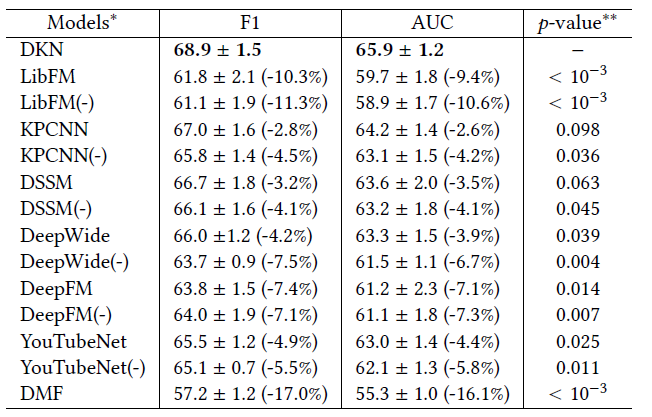 Models* F1 AUC p-value**
DKN 68.9 ± 1.5 65.9 ± 1.2 –
LibFM 61.8 ± 2.1 (-10.3%) 59.7 ± 1.8 (-9.4%) < 10⁻³
LibFM(-) 61.1 ± 1.9 (-11.3%) 58.9 ± 1.7 (-10.6%) < 10⁻³
KPCNN 67.0 ± 1.6 (-2.8%) 64.2 ± 1.4 (-2.6%) 0.098
KPCNN(-) 65.8 ± 1.4 (-4.5%) 63.1 ± 1.5 (-4.2%) 0.036
DSSM 66.7 ± 1.8 (-3.2%) 63.6 ± 2.0 (-3.5%) 0.063
DSSM(-) 66.1 ± 1.6 (-4.1%) 63.2 ± 1.8 (-4.1%) 0.045
DeepWide 66.0 ±1.2 (-4.2%) 63.3 ± 1.5 (-3.9%) 0.039
DeepWide(-) 63.7 ± 0.9 (-7.5%) 61.5 ± 1.1 (-6.7%) 0.004
DeepFM 63.8 ± 1.5 (-7.4%) 61.2 ± 2.3 (-7.1%) 0.014
DeepFM(-) 64.0 ± 1.9 (-7.1%) 61.1 ± 1.8 (-7.3%) 0.007
YouTubeNet 65.5 ± 1.2 (-4.9%) 63.0 ± 1.4 (-4.4%) 0.025
YouTubeNet(-) 65.1 ± 0.7 (-5.5%) 62.1 ± 1.3 (-5.8%) 0.011
DMF 57.2 ± 1.2 (-17.0%) 55.3 ± 1.0 (-16.1%) < 10⁻³